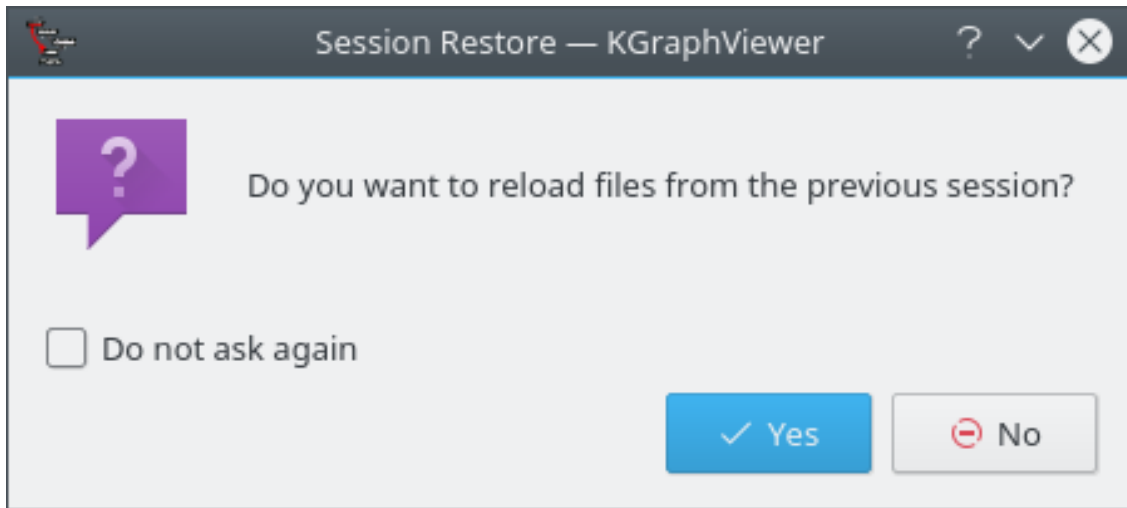 Session Restore — KGraphViewer
Do you want to reload files from the previous session?
Do not ask again
Yes
No